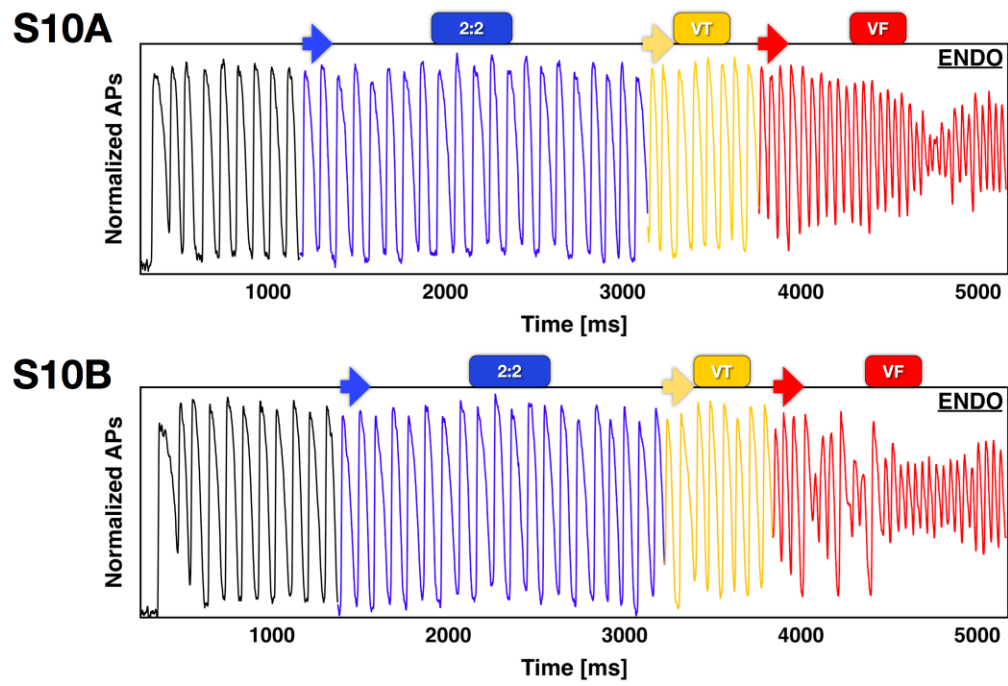 S10A
2:2 VT VF
ENDO
Normalized APs
1000 2000 3000 4000 5000
Time [ms]
S10B
2:2 VT VF
ENDO
Normalized APs
1000 2000 3000 4000 5000
Time [ms]